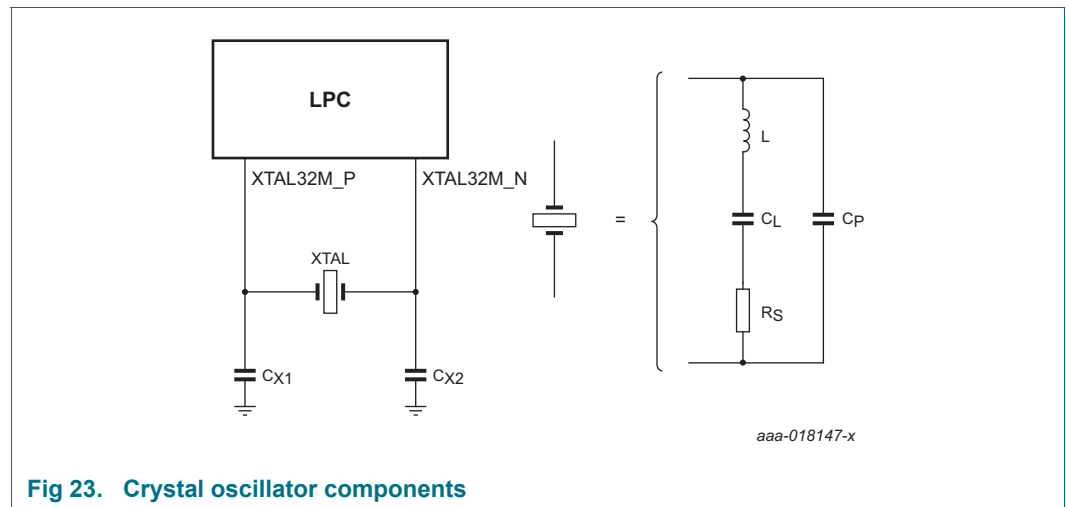 LPC
XTAL32M_P
XTAL32M_N
XTAL
CX1
CX2
=
L
CL
CP
RS
aaa-018147-x
Fig 23. Crystal oscillator components